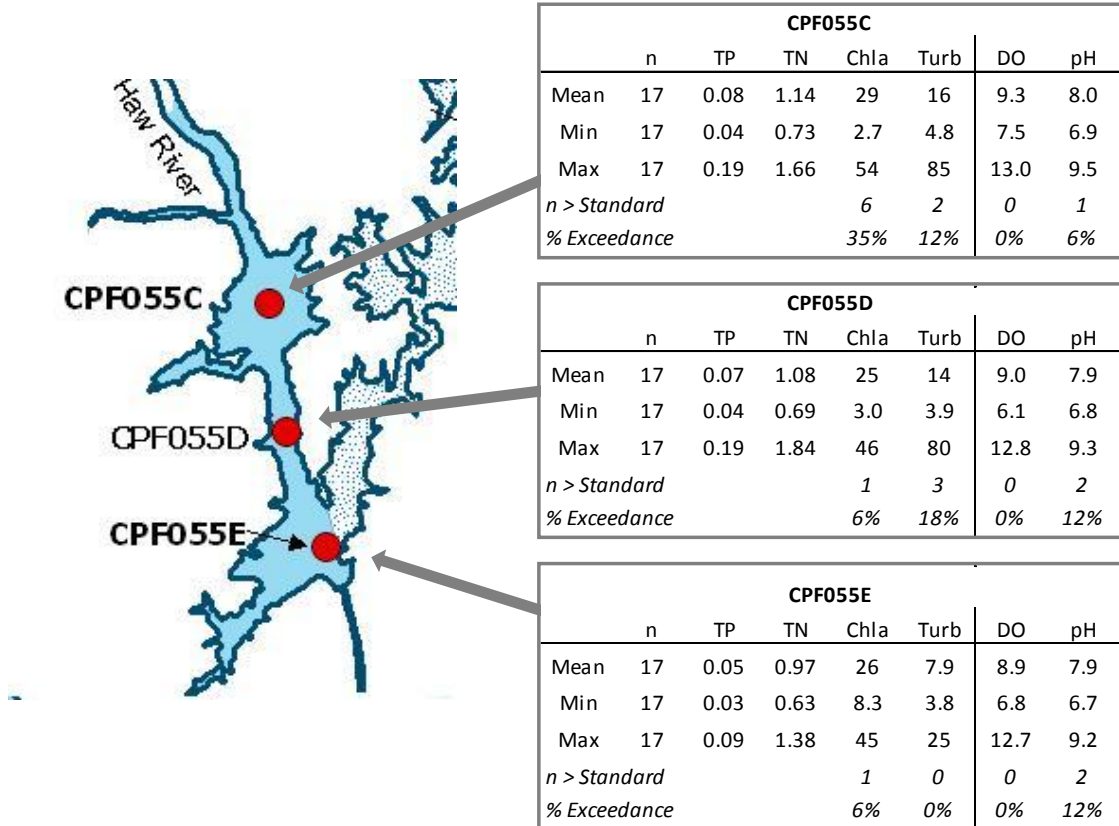 Haw River
CPF055C
CPF055D
CPF055E
CPF055C
n TP TN Chla Turb DO pH
Mean 17 0.08 1.14 29 16 9.3 8.0
Min 17 0.04 0.73 2.7 4.8 7.5 6.9
Max 17 0.19 1.66 54 85 13.0 9.5
n > Standard 6 2 0 1
% Exceedance 35% 12% 0% 6%
CPF055D
n TP TN Chla Turb DO pH
Mean 17 0.07 1.08 25 14 9.0 7.9
Min 17 0.04 0.69 3.0 3.9 6.1 6.8
Max 17 0.19 1.84 46 80 12.8 9.3
n > Standard 1 3 0 2
% Exceedance 6% 18% 0% 12%
CPF055E
n TP TN Chla Turb DO pH
Mean 17 0.05 0.97 26 7.9 8.9 7.9
Min 17 0.03 0.63 8.3 3.8 6.8 6.7
Max 17 0.09 1.38 45 25 12.7 9.2
n > Standard 1 0 0 2
% Exceedance 6% 0% 0% 12%